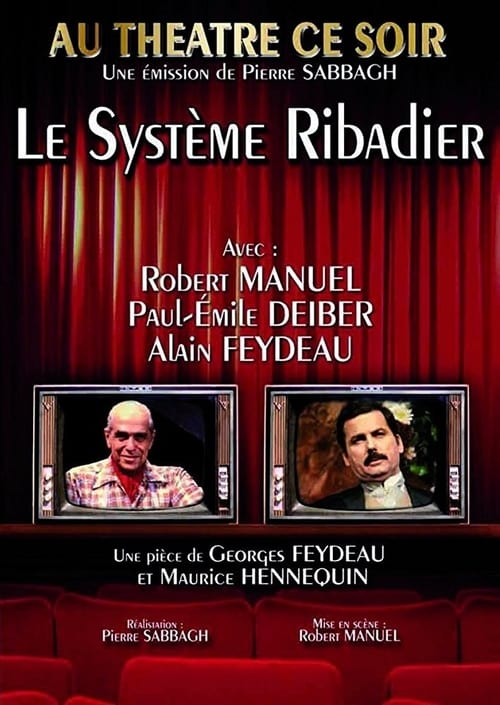 AU THEATRE CE SOIR
UNE ÉMISSION DE PIERRE SABBAGH
LE SYSTÈME RIBADIER
AVEC :
ROBERT MANUEL
PAUL-ÉMILE DEIBER
ALAIN FEYDEAU
UNE PIÈCE DE GEORGES FEYDEAU
ET MAURICE HENNEQUIN
RÉALISTATION :
PIERRE SABBAGH
MISE EN SCÈNE :
ROBERT MANUEL